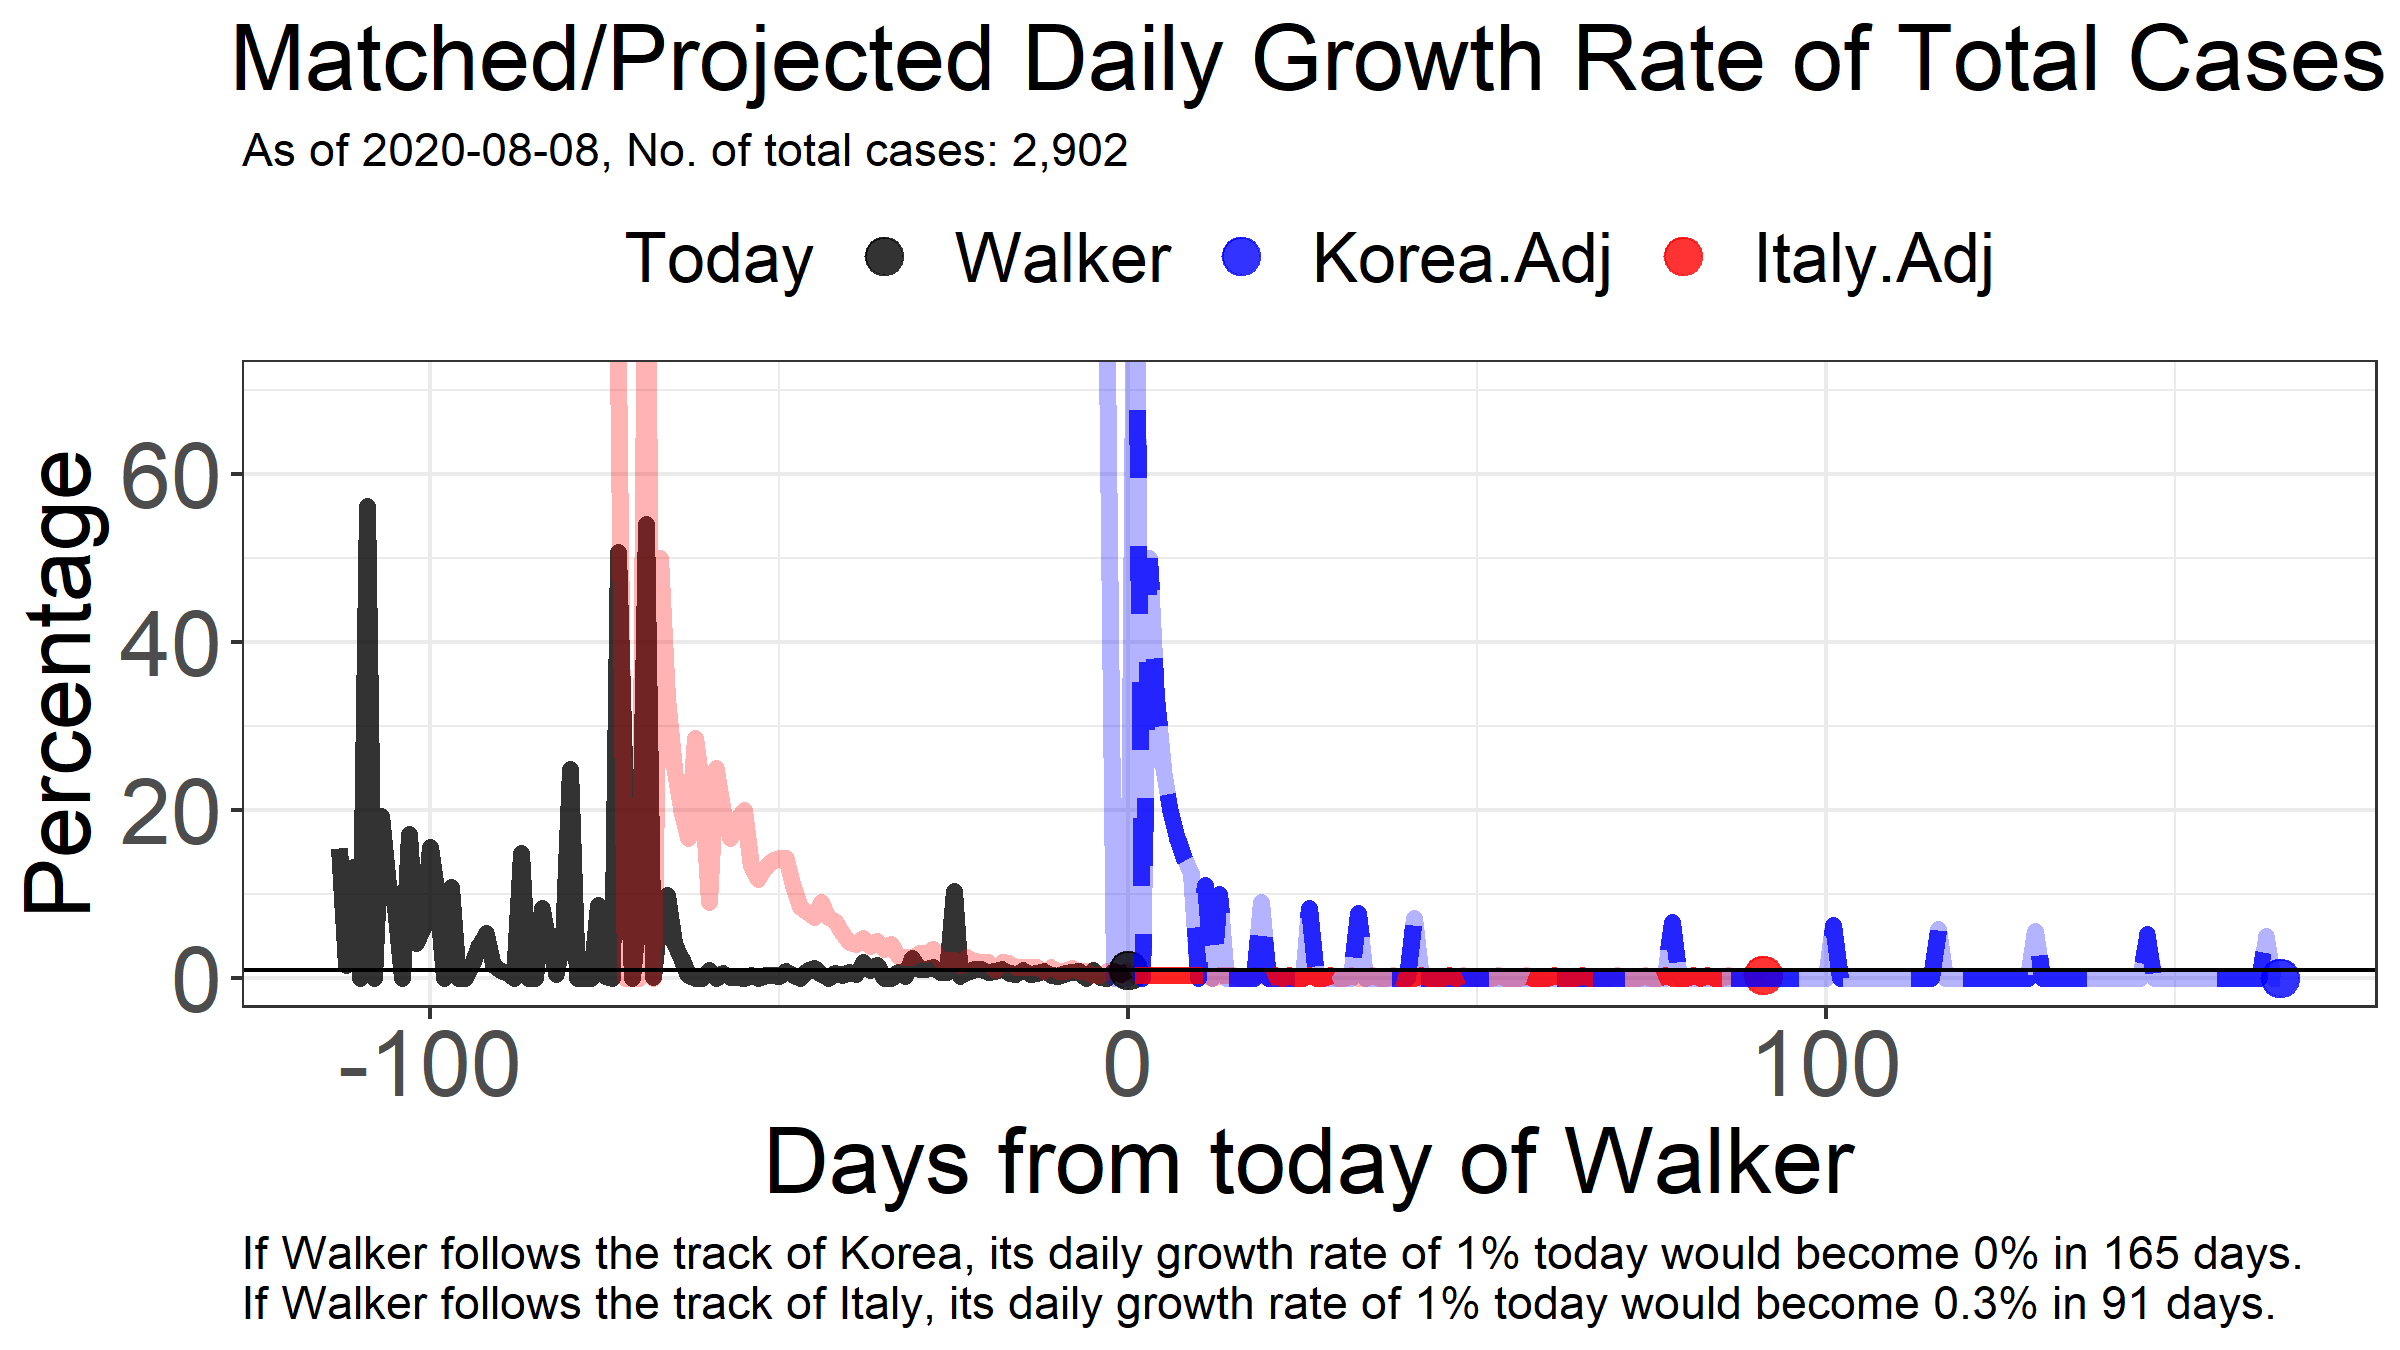 Matched/Projected Daily Growth Rate of Total Cases
As of 2020-08-08, No. of total cases: 2,902
Today Walker Korea.Adj Italy.Adj
Percentage
60
40
20
0
-100 0 100
Days from today of Walker
If Walker follows the track of Korea, its daily growth rate of 1% today would become 0% in 165 days.
If Walker follows the track of Italy, its daily growth rate of 1% today would become 0.3% in 91 days.